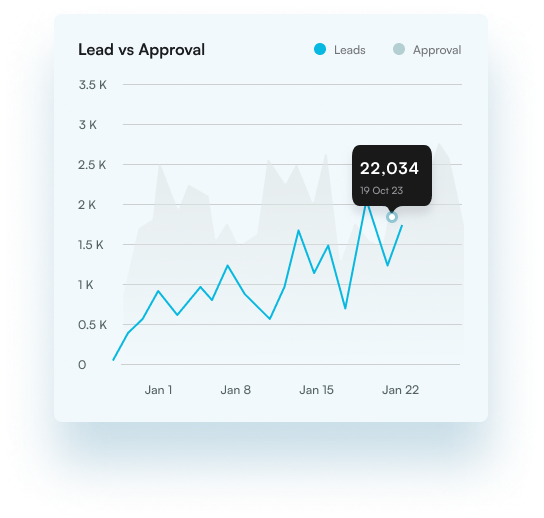 Lead vs Approval
Leads
Approval
3.5 K
3 K
2.5 K
2 K
1.5 K
1 K
0.5 K
0
22,034
19 Oct 23
Jan 1
Jan 8
Jan 15
Jan 22